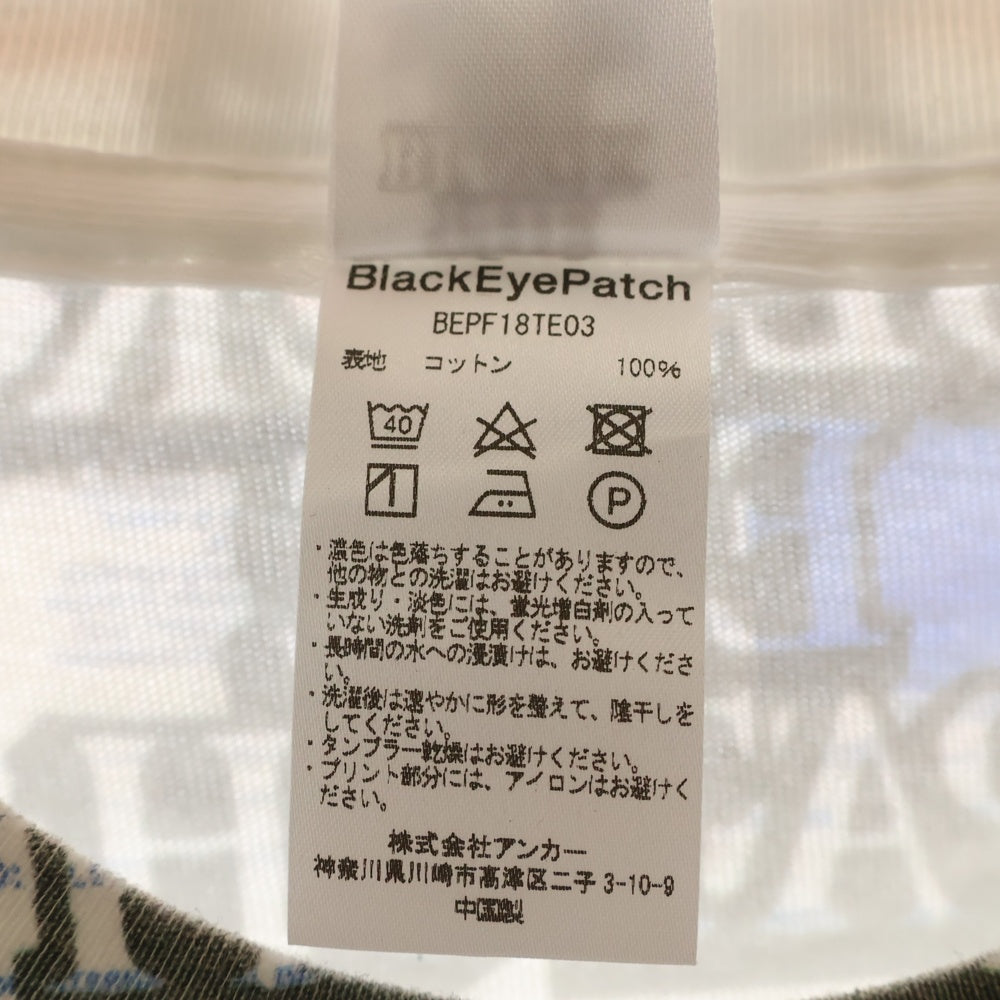 BlackEyePatch
BEPF18TE03
表地 コットン 100%
40
P
・濃色は色落ちすることがありますので、
他の物との洗濯はお避けください。
・生成り・淡色には、蛍光増白剤の入って
いない洗剤をご使用ください。
・長時間の水への浸漬けは、お避けくださ
い。
・洗濯後は速やかに形を整えて、陰干しを
してください。
・タンブラー乾燥はお避けください。
・プリント部分には、アイロンはお避けく
ださい。
株式会社アンカー
神奈川県川崎市高津区二子3-10-9
中国製